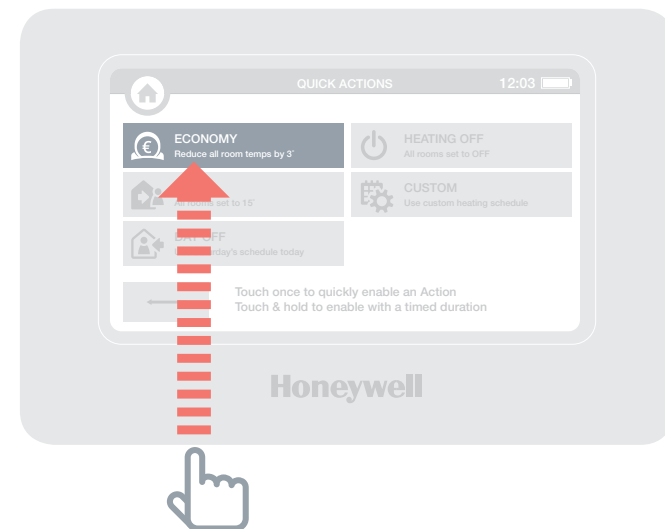 QUICK ACTIONS 12:03
€ ECONOMY
Reduce all room temps by 3°
HEATING OFF
All rooms set to OFF
All rooms set to 15°
CUSTOM
Use custom heating schedule
DAY OFF
schedule today
Touch once to quickly enable an Action
Touch & hold to enable with a timed duration
Honeywell